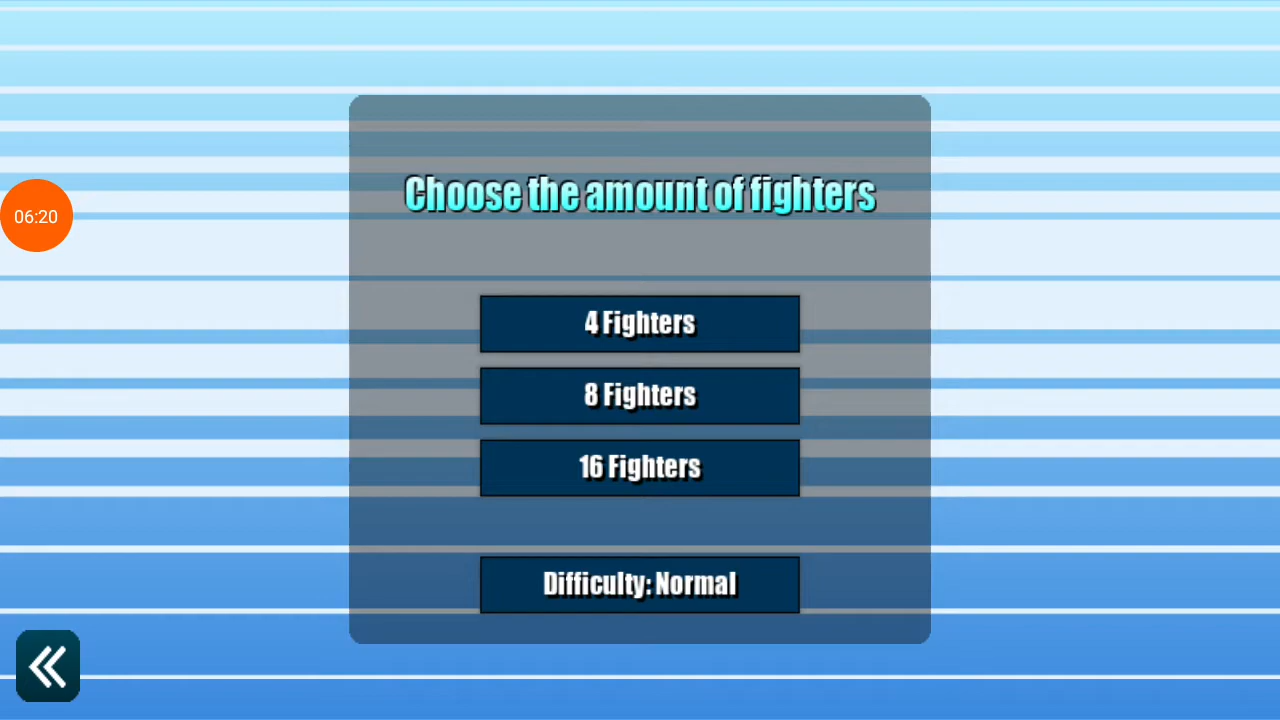 Choose the amount of fighters
06:20
4 Fighters
8 Fighters
16 Fighters
Difficulty: Normal